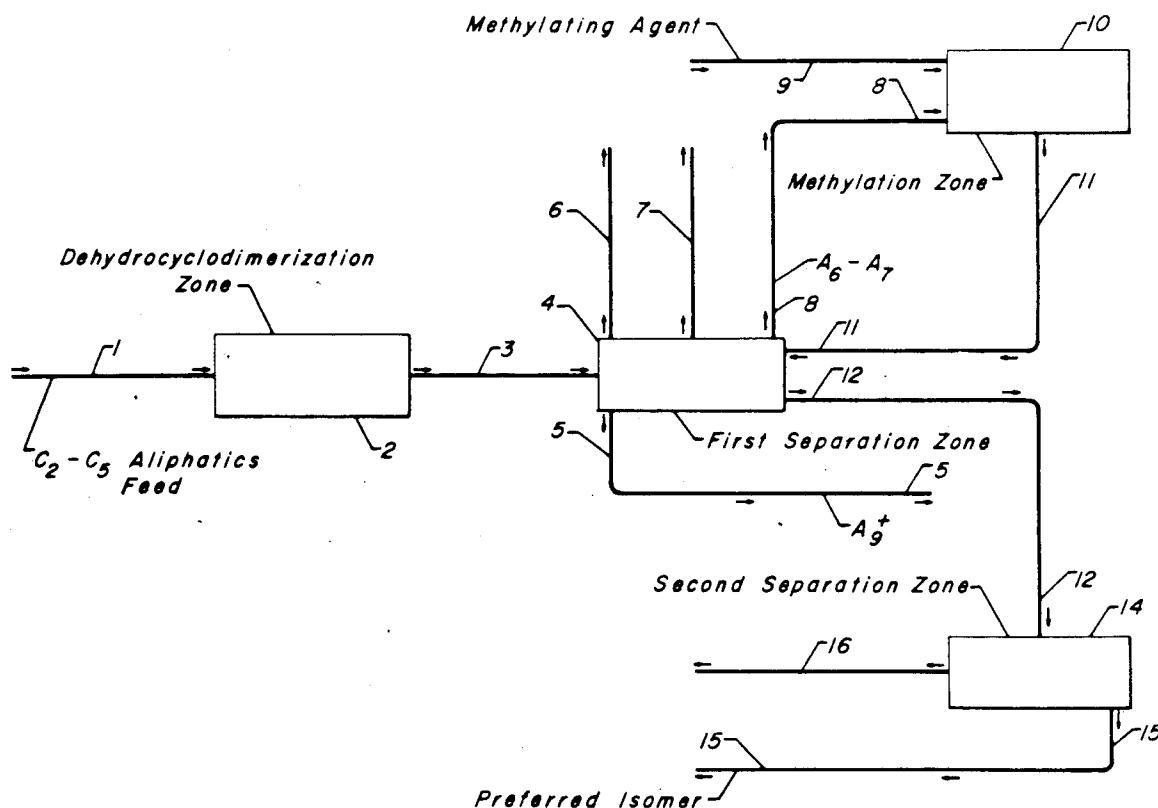 Methylating Agent
10
9
8
Methylation Zone
11
6
7
Dehydrocyclodimerization
Zone
A6-A7
8
4
11
1
3
12
2
First Separation Zone
C2-C5 Aliphatics
Feed
5
5
A9+
Second Separation Zone
12
14
16
15
15
Preferred Isomer